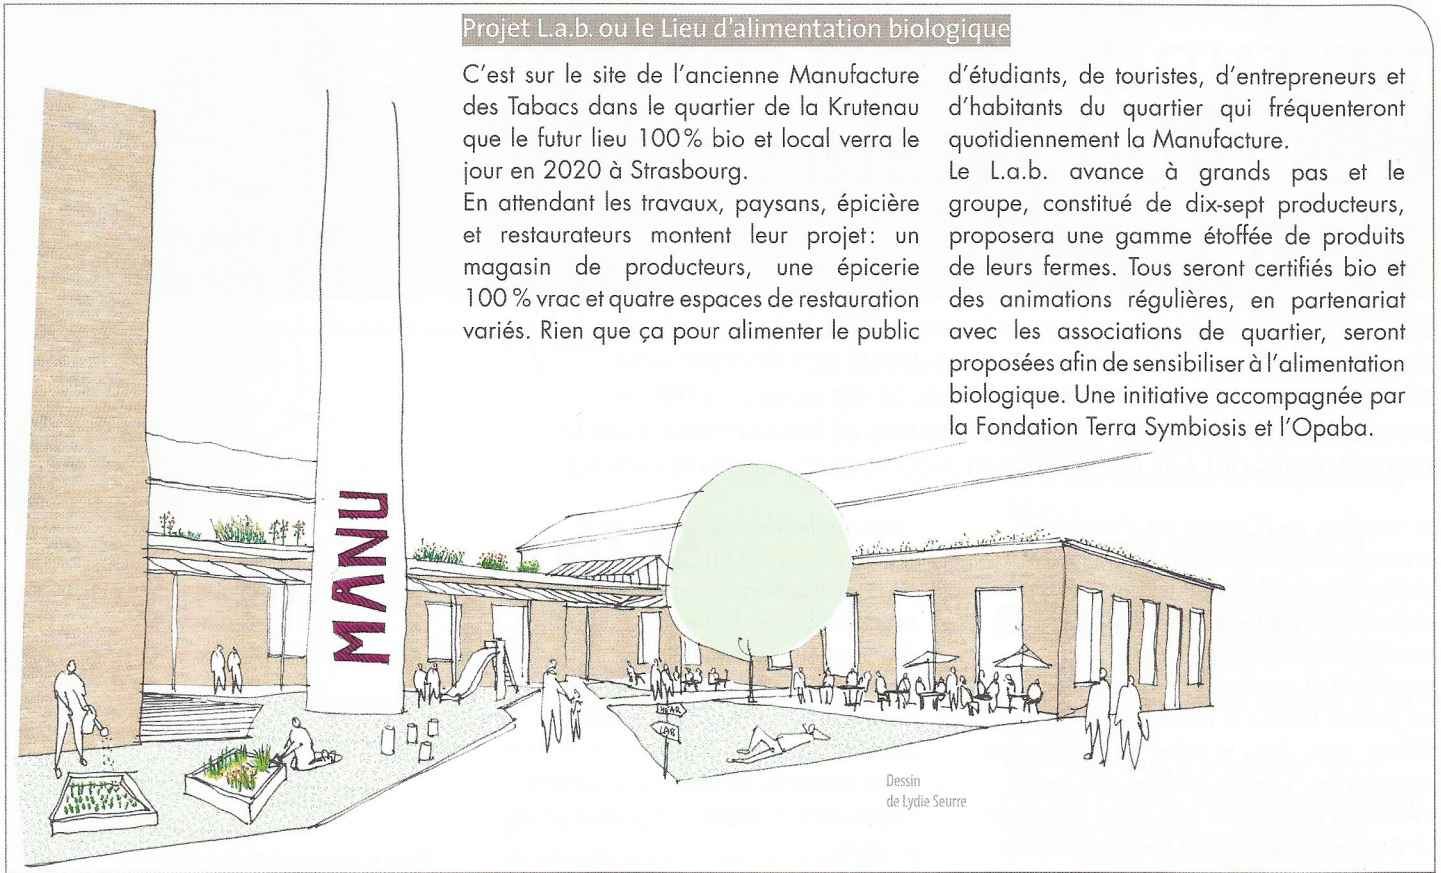 Projet L.a.b. ou le Lieu d'alimentation biologique
C'est sur le site de l'ancienne Manufacture
des Tabacs dans le quartier de la Krutenau
que le futur lieu 100% bio et local verra le
jour en 2020 à Strasbourg.
En attendant les travaux, paysans, épicière
et restaurateurs montent leur projet: un
magasin de producteurs, une épicerie
100 % vrac et quatre espaces de restauration
variés. Rien que ça pour alimenter le public
d'étudiants, de touristes, d'entrepreneurs et
d'habitants du quartier qui fréquenteront
quotidiennement la Manufacture.
Le L.a.b. avance à grands pas et le
groupe, constitué de dix-sept producteurs,
proposera une gamme étoffée de produits
de leurs fermes. Tous seront certifiés bio et
des animations régulières, en partenariat
avec les associations de quartier, seront
proposées afin de sensibiliser à l'alimentation
biologique. Une initiative accompagnée par
la Fondation Terra Symbiosis et l'Opaba.
MANU
HEAR
LAB
Dessin
de Lydie Seurre